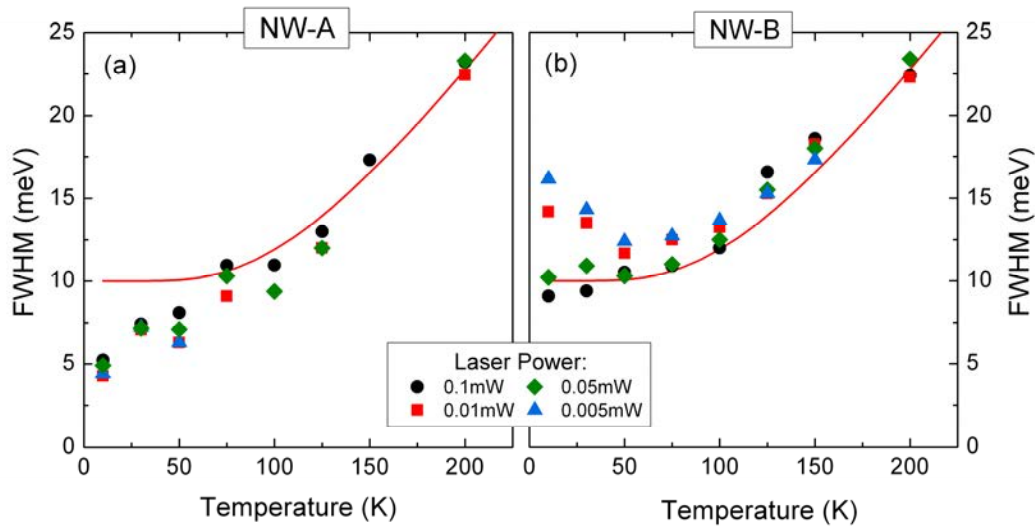 NW-A
NW-B
(a)
(b)
25
20
15
10
5
0
FWHM (meV)
0 50 100 150 200
Temperature (K)
25
20
15
10
5
0
FWHM (meV)
0 50 100 150 200
Temperature (K)
Laser Power:
0.1mW 0.05mW
0.01mW 0.005mW